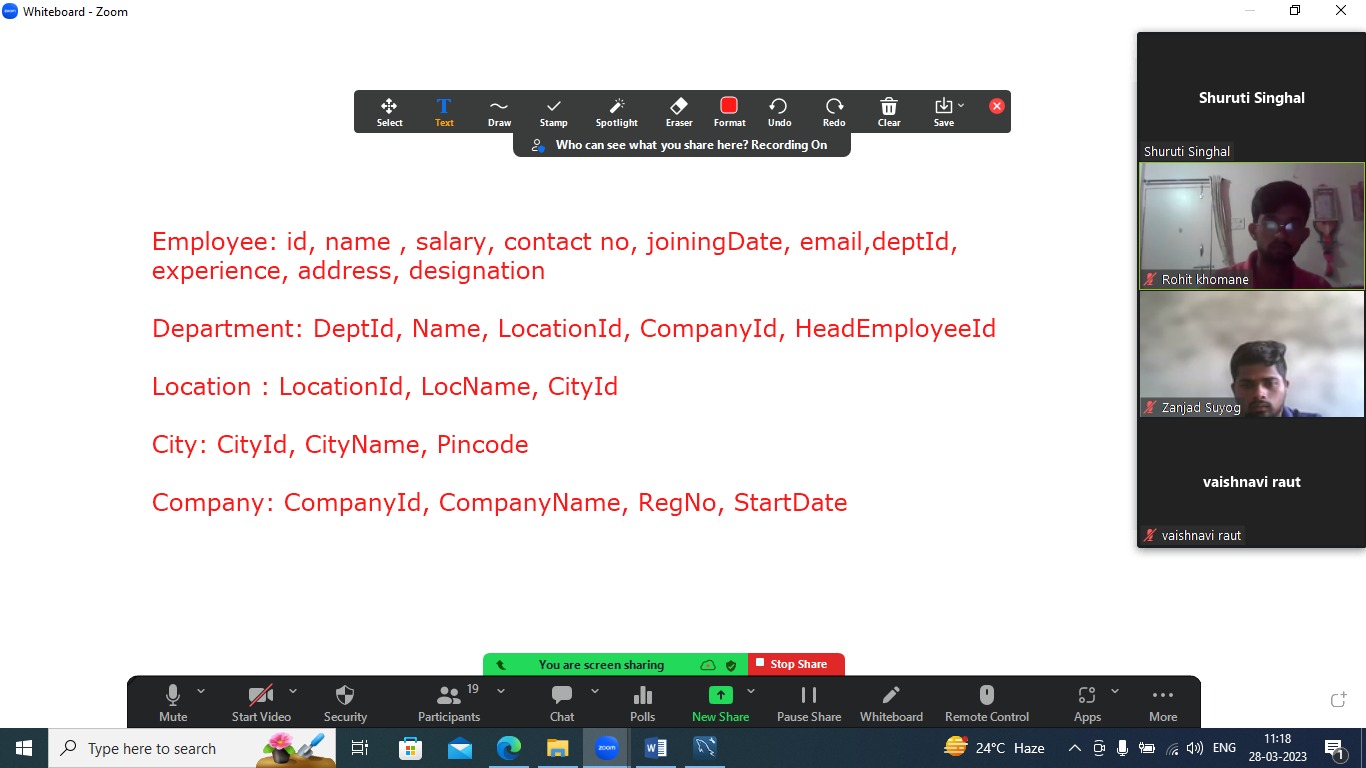 Whiteboard - Zoom
Select Text Draw Stamp Spotlight Eraser Format Undo Redo Clear Save
Who can see what you share here? Recording On
Shuruti Singhal
Shuruti Singhal
Rohit khomane
Zanjad Suyog
vaishnavi raut
vaishnavi raut
Employee: id, name , salary, contact no, joiningDate, email,deptId,
experience, address, designation
Department: DeptId, Name, LocationId, CompanyId, HeadEmployeeId
Location : LocationId, LocName, CityId
City: CityId, CityName, Pincode
Company: CompanyId, CompanyName, RegNo, StartDate
You are screen sharing Stop Share
19
Mute Start Video Security Participants Chat Polls New Share Pause Share Whiteboard Remote Control Apps More
Type here to search zoom 24°C Haze ENG 11:18
28-03-2023 1